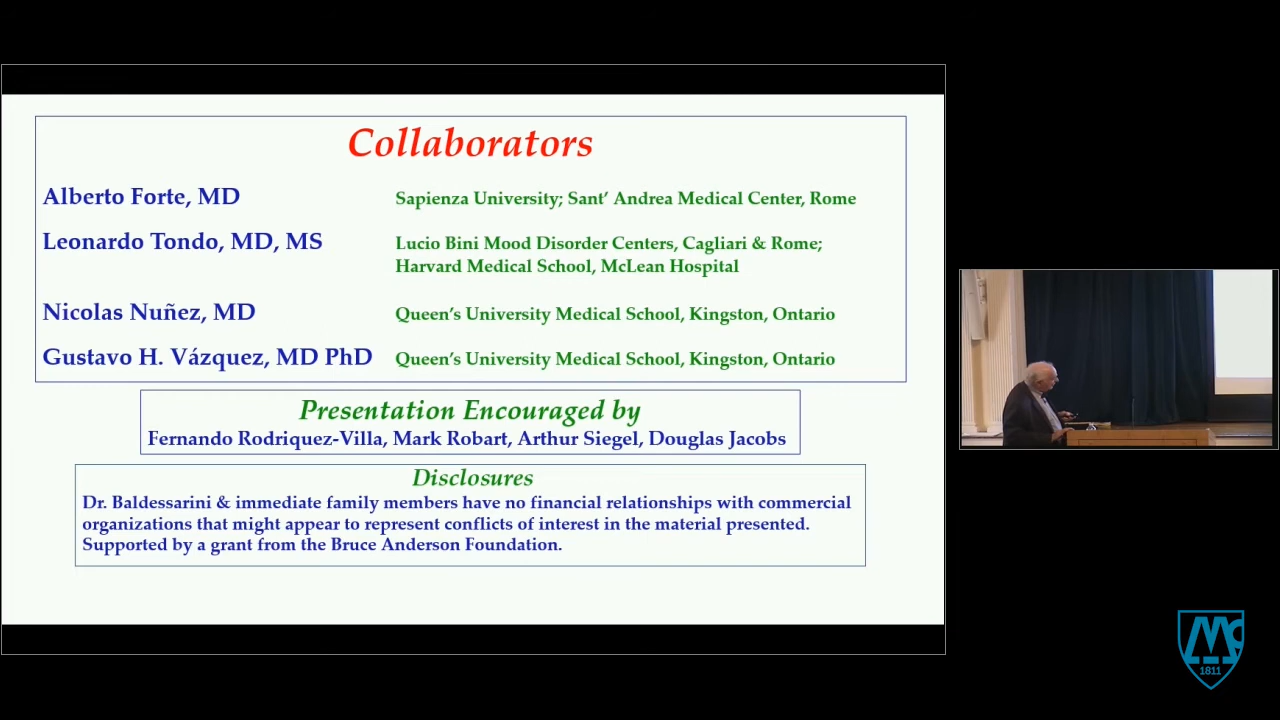 Collaborators
Alberto Forte, MD
Sapienza University; Sant’ Andrea Medical Center, Rome
Leonardo Tondo, MD, MS
Lucio Bini Mood Disorder Centers, Cagliari & Rome;
Harvard Medical School, McLean Hospital
Nicolas Nuñez, MD
Queen’s University Medical School, Kingston, Ontario
Gustavo H. Vázquez, MD PhD
Queen’s University Medical School, Kingston, Ontario
Presentation Encouraged by
Fernando Rodriquez-Villa, Mark Robart, Arthur Siegel, Douglas Jacobs
Disclosures
Dr. Baldessarini & immediate family members have no financial relationships with commercial
organizations that might appear to represent conflicts of interest in the material presented.
Supported by a grant from the Bruce Anderson Foundation.
Mc
1811